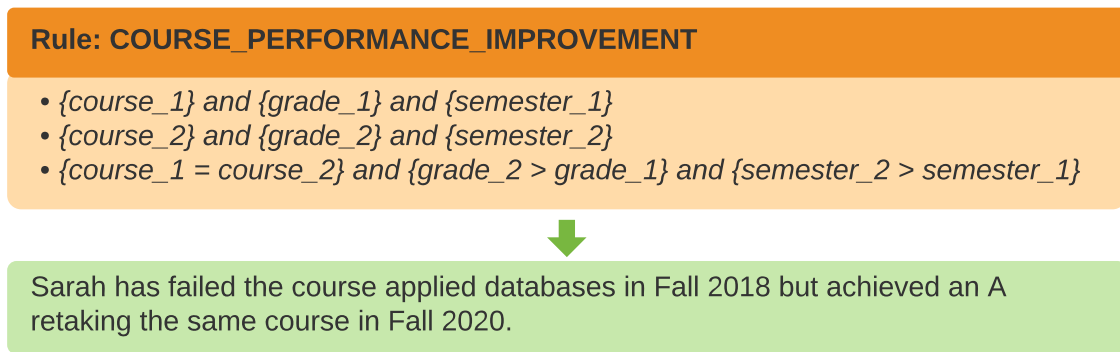 Rule: COURSE_PERFORMANCE_IMPROVEMENT
• {course_1} and {grade_1} and {semester_1}
• {course_2} and {grade_2} and {semester_2}
• {course_1 = course_2} and {grade_2 > grade_1} and {semester_2 > semester_1}
Sarah has failed the course applied databases in Fall 2018 but achieved an A
retaking the same course in Fall 2020.